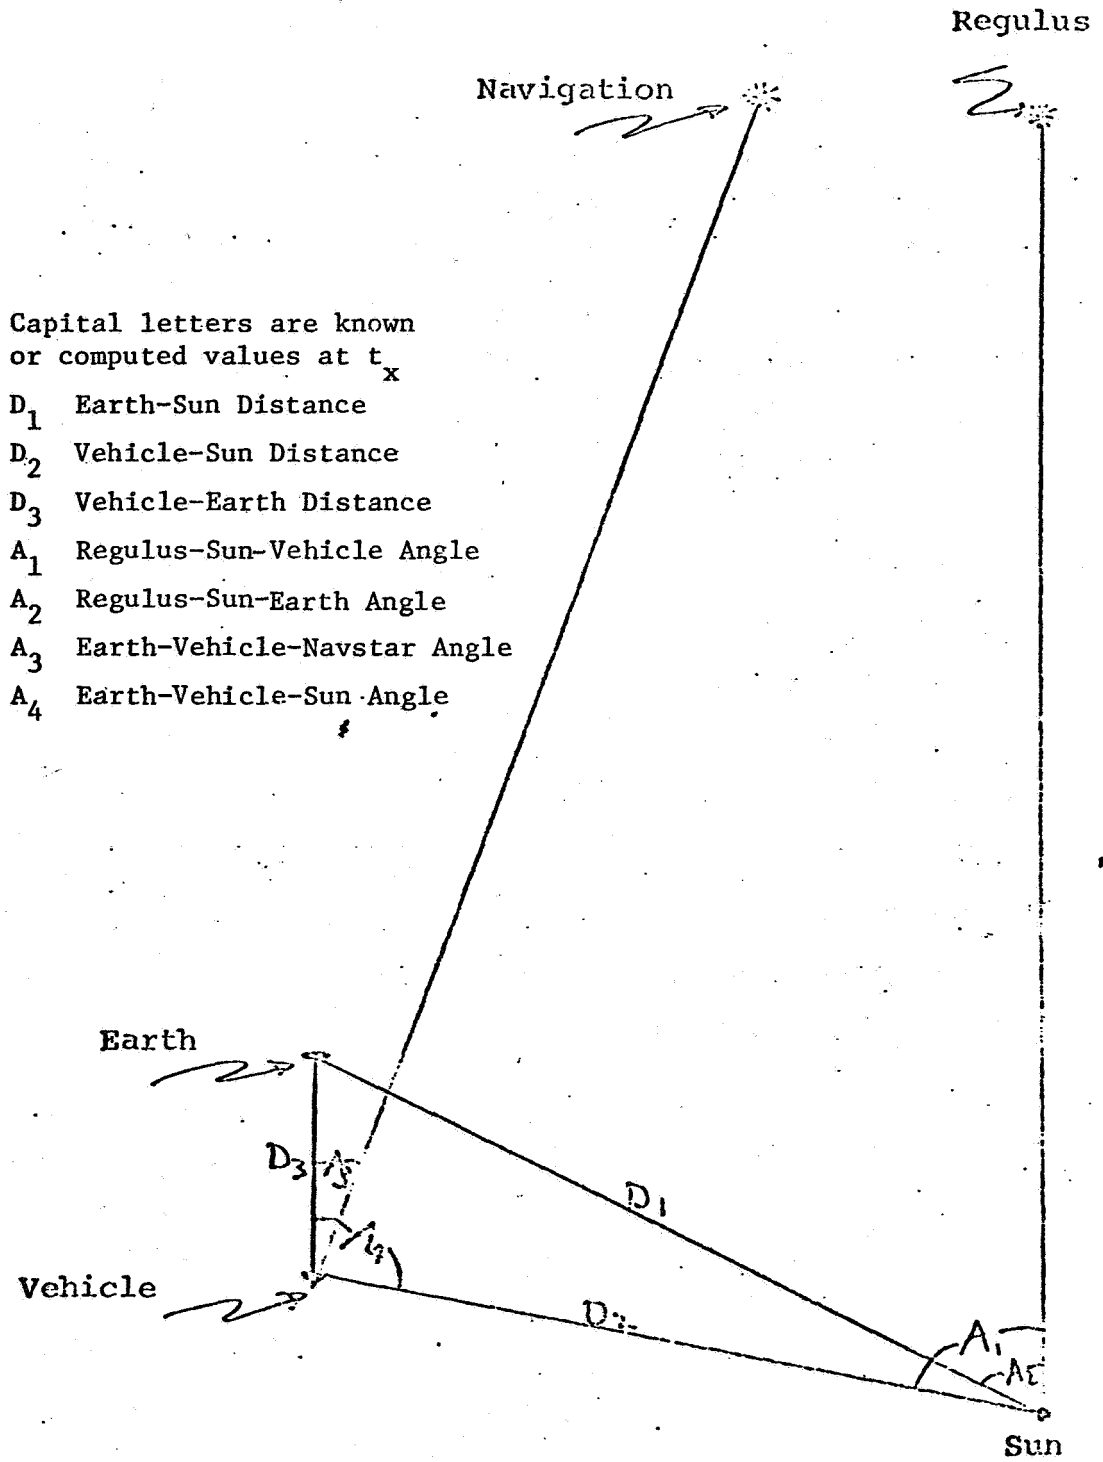 Regulus
Navigation
Capital letters are known
or computed values at tx
D1 Earth-Sun Distance
D2 Vehicle-Sun Distance
D3 Vehicle-Earth Distance
A1 Regulus-Sun-Vehicle Angle
A2 Regulus-Sun-Earth Angle
A3 Earth-Vehicle-Navstar Angle
A4 Earth-Vehicle-Sun Angle
Earth
D3
D1
Vehicle
D2
A1
Sun